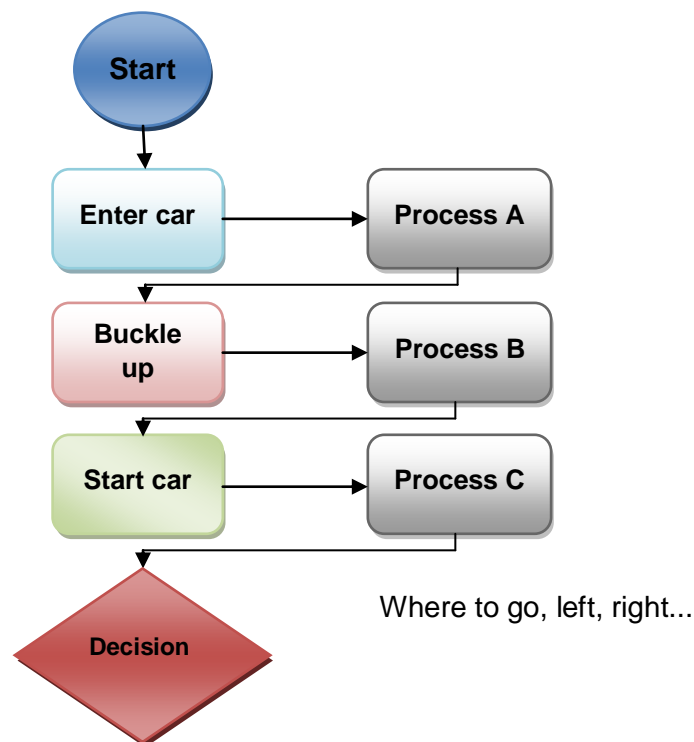 Start
Enter car
Process A
Buckle
up
Process B
Start car
Process C
Where to go, left, right...
Decision